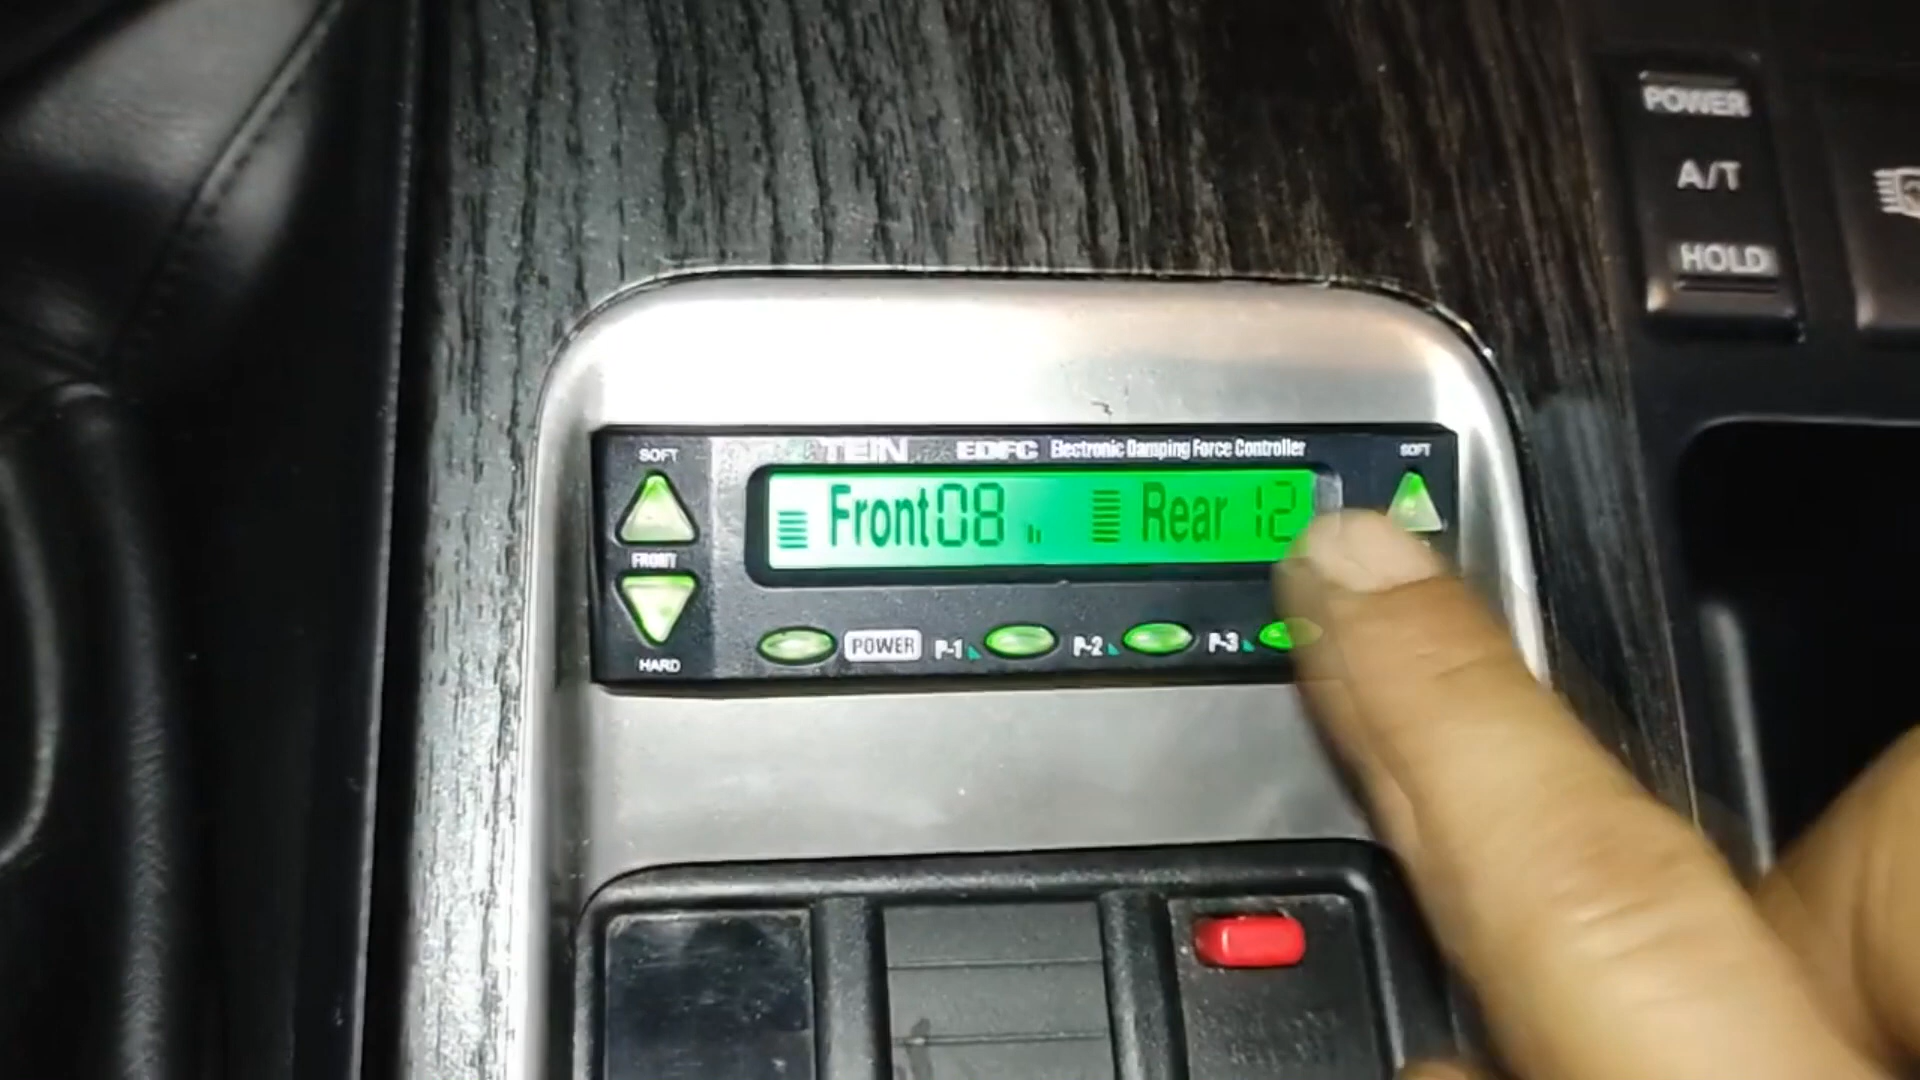 POWER
A/T
HOLD
SOFT
TEIN EDFC Electronic Damping Force Controller
SOFT
Front08 Rear 12
FRONT
POWER P-1 P-2 P-3
HARD